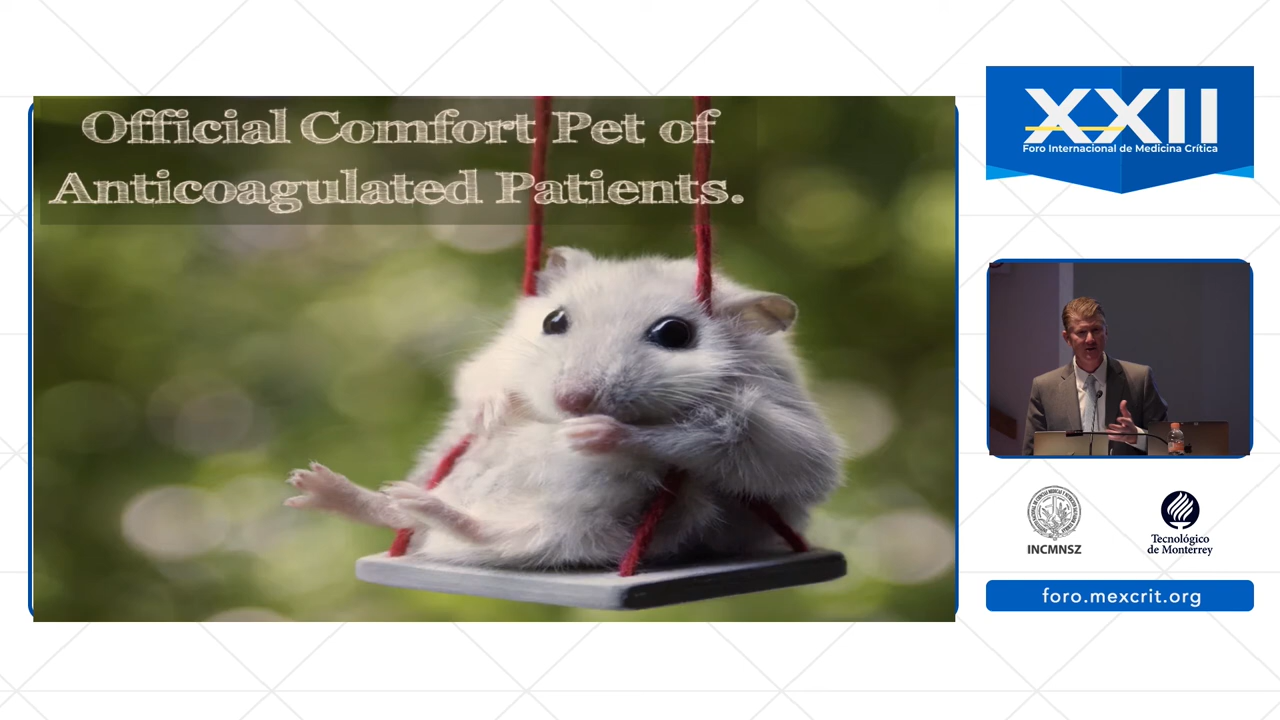 Official Comfort Pet of
Anticoagulated Patients.
XXII
Foro Internacional de Medicina Crítica
INCMNSZ
Tecnológico
de Monterrey
foro.mexcrit.org